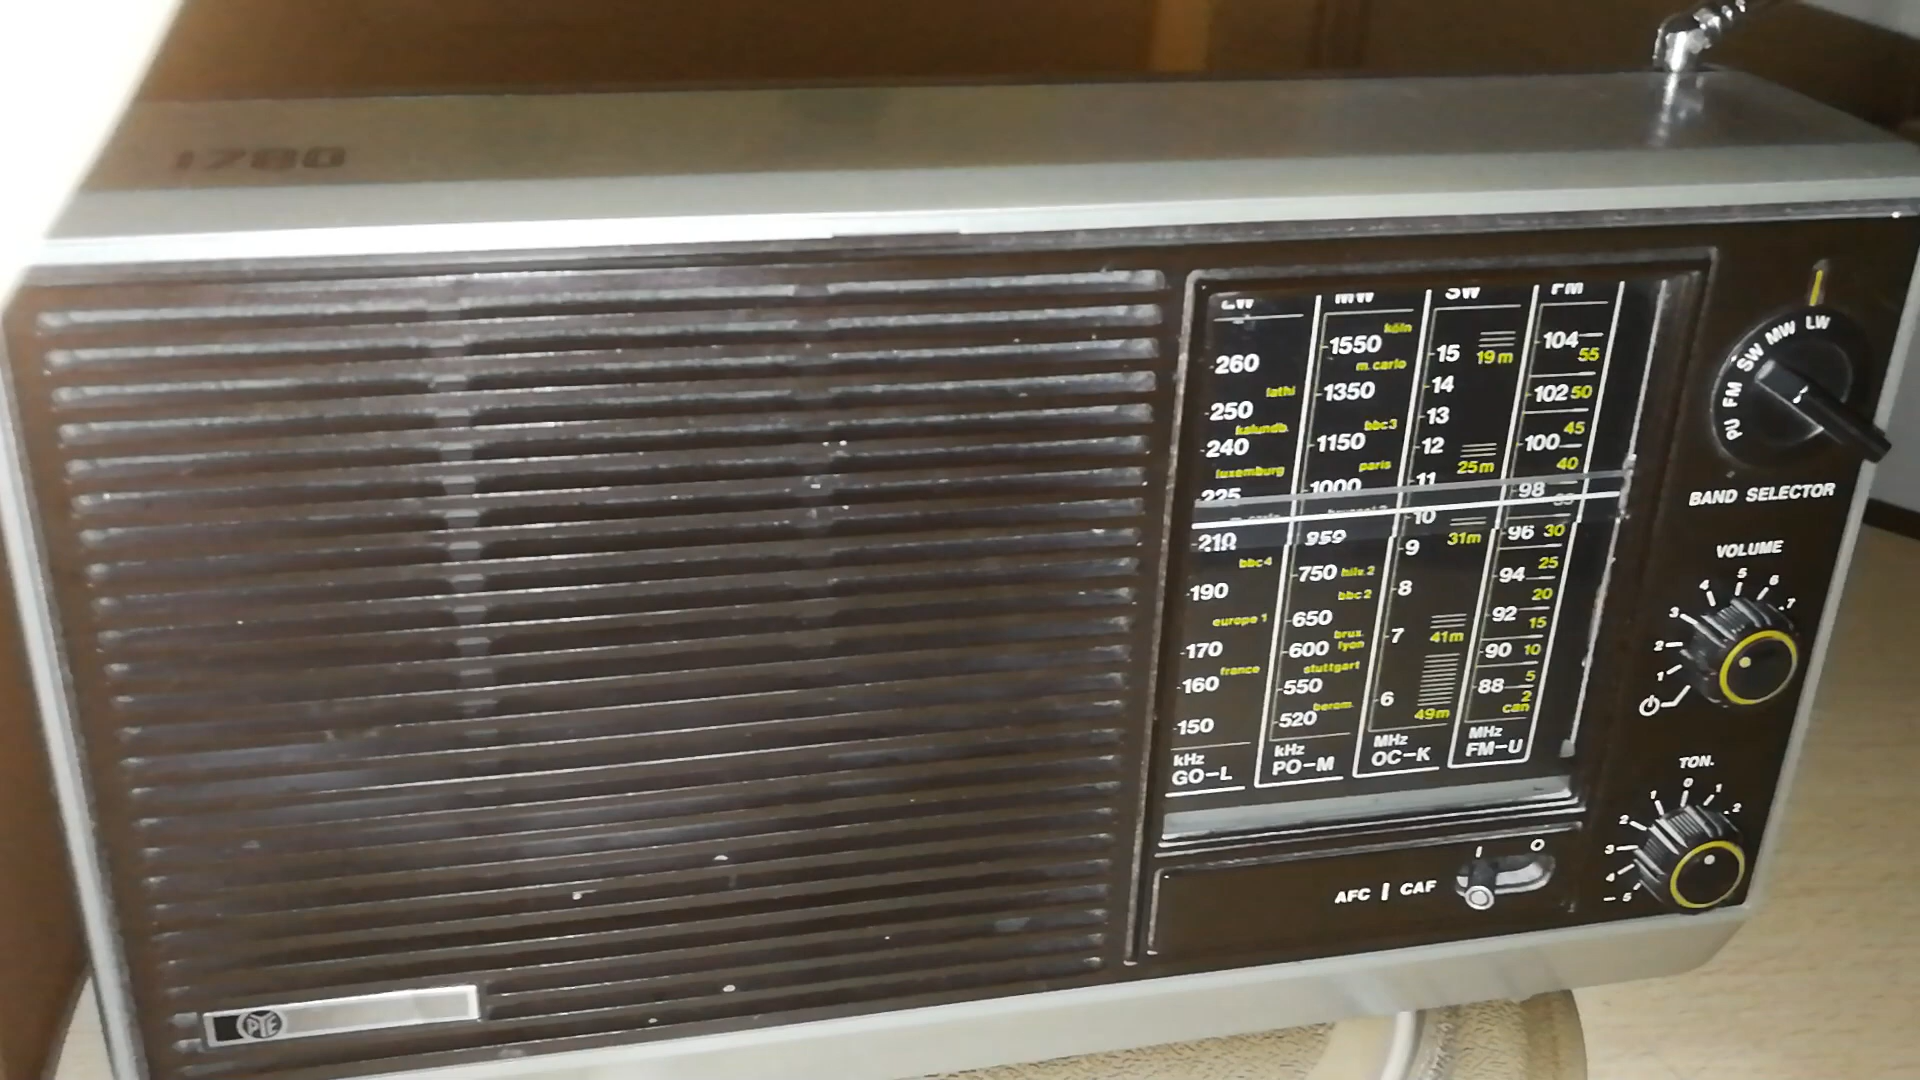 1780
LW MW SW FM
260
lathi
250
kalundb.
240
luxemburg
225
210
bbc4
190
europe 1
170
france
160
150
kHz
GO-L
köln
1550
m. carlo
1350
bbc3
1150
paris
1000
750 hilv.2
bbc2
650
brux.
600 lyon
stuttgart
550
berom.
520
kHz
PO-M
15 19m
14
13
12
25m
11
10
31m
9
8
7 41m
6
49m
MHz
OC-K
104
55
102 50
45
100
40
98
96 30
25
94
20
92
15
90 10
5
88
2
can
MHz
FM-U
PU FM SW MW LW
BAND SELECTOR
VOLUME
1 2 3 4 5 6 7
TON.
-5 4 3 2 1 0 1 2
AFC | CAF
I O
PYE